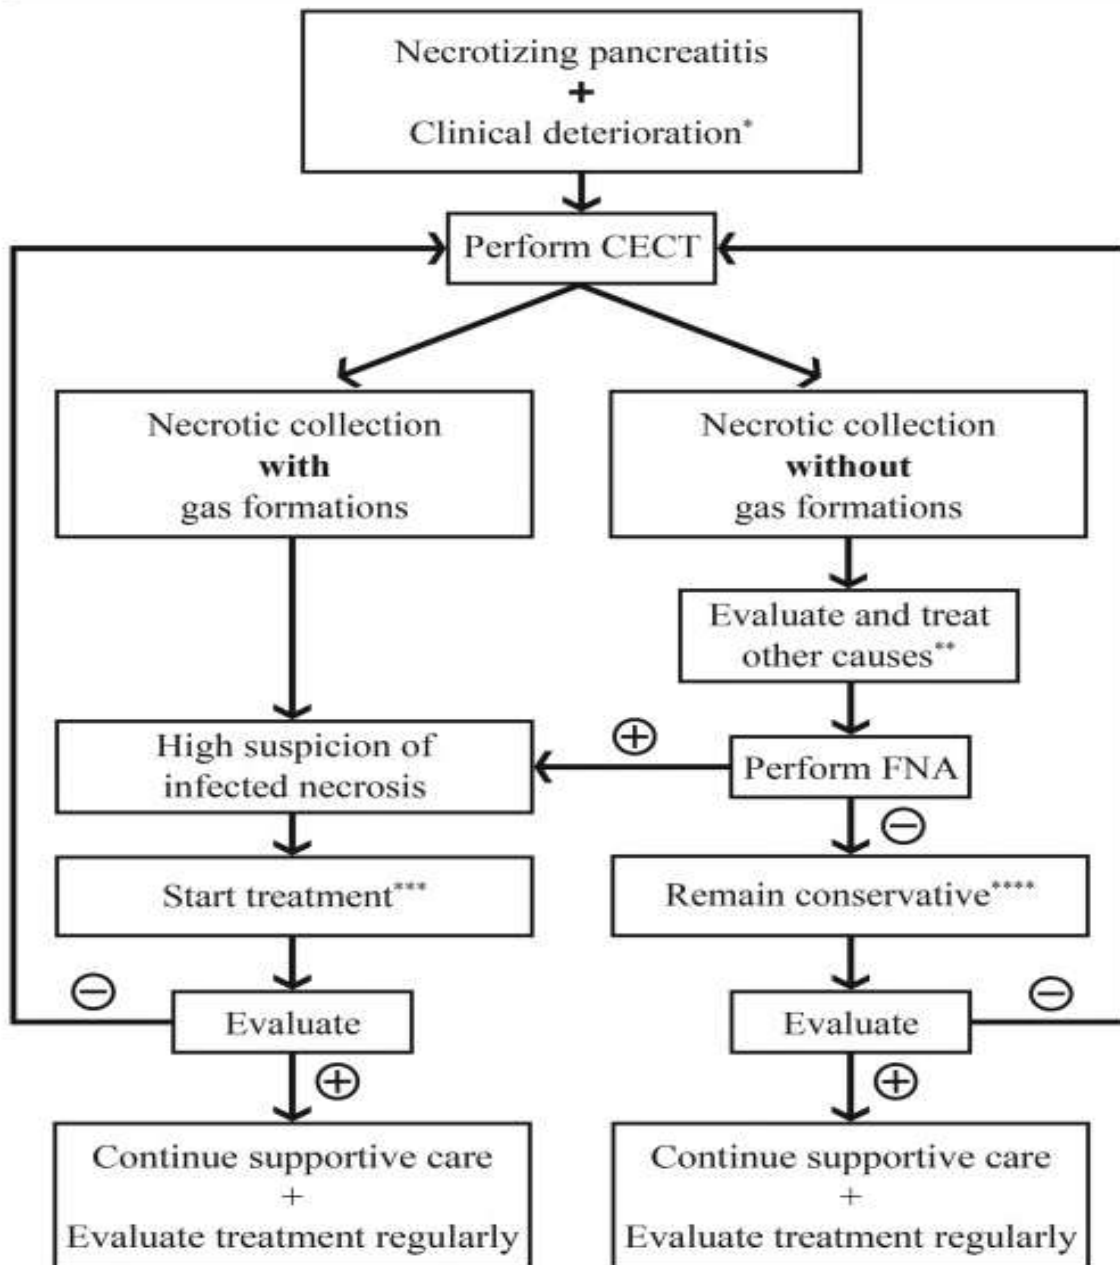 Necrotizing pancreatitis
+
Clinical deterioration*
Perform CECT
Necrotic collection
with
gas formations
Necrotic collection
without
gas formations
Evaluate and treat
other causes**
High suspicion of
infected necrosis
+
Perform FNA
−
Start treatment***
Remain conservative****
−
Evaluate
Evaluate
−
+
+
Continue supportive care
+
Evaluate treatment regularly
Continue supportive care
+
Evaluate treatment regularly